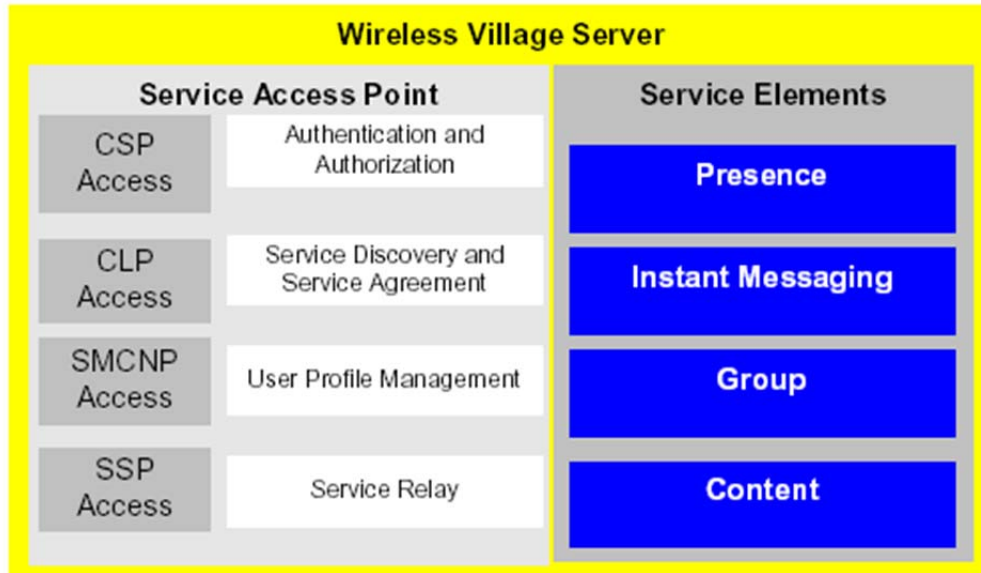 Wireless Village Server
Service Access Point
CSP
Access
Authentication and
Authorization
CLP
Access
Service Discovery and
Service Agreement
SMCNP
Access
User Profile Management
SSP
Access
Service Relay
Service Elements
Presence
Instant Messaging
Group
Content